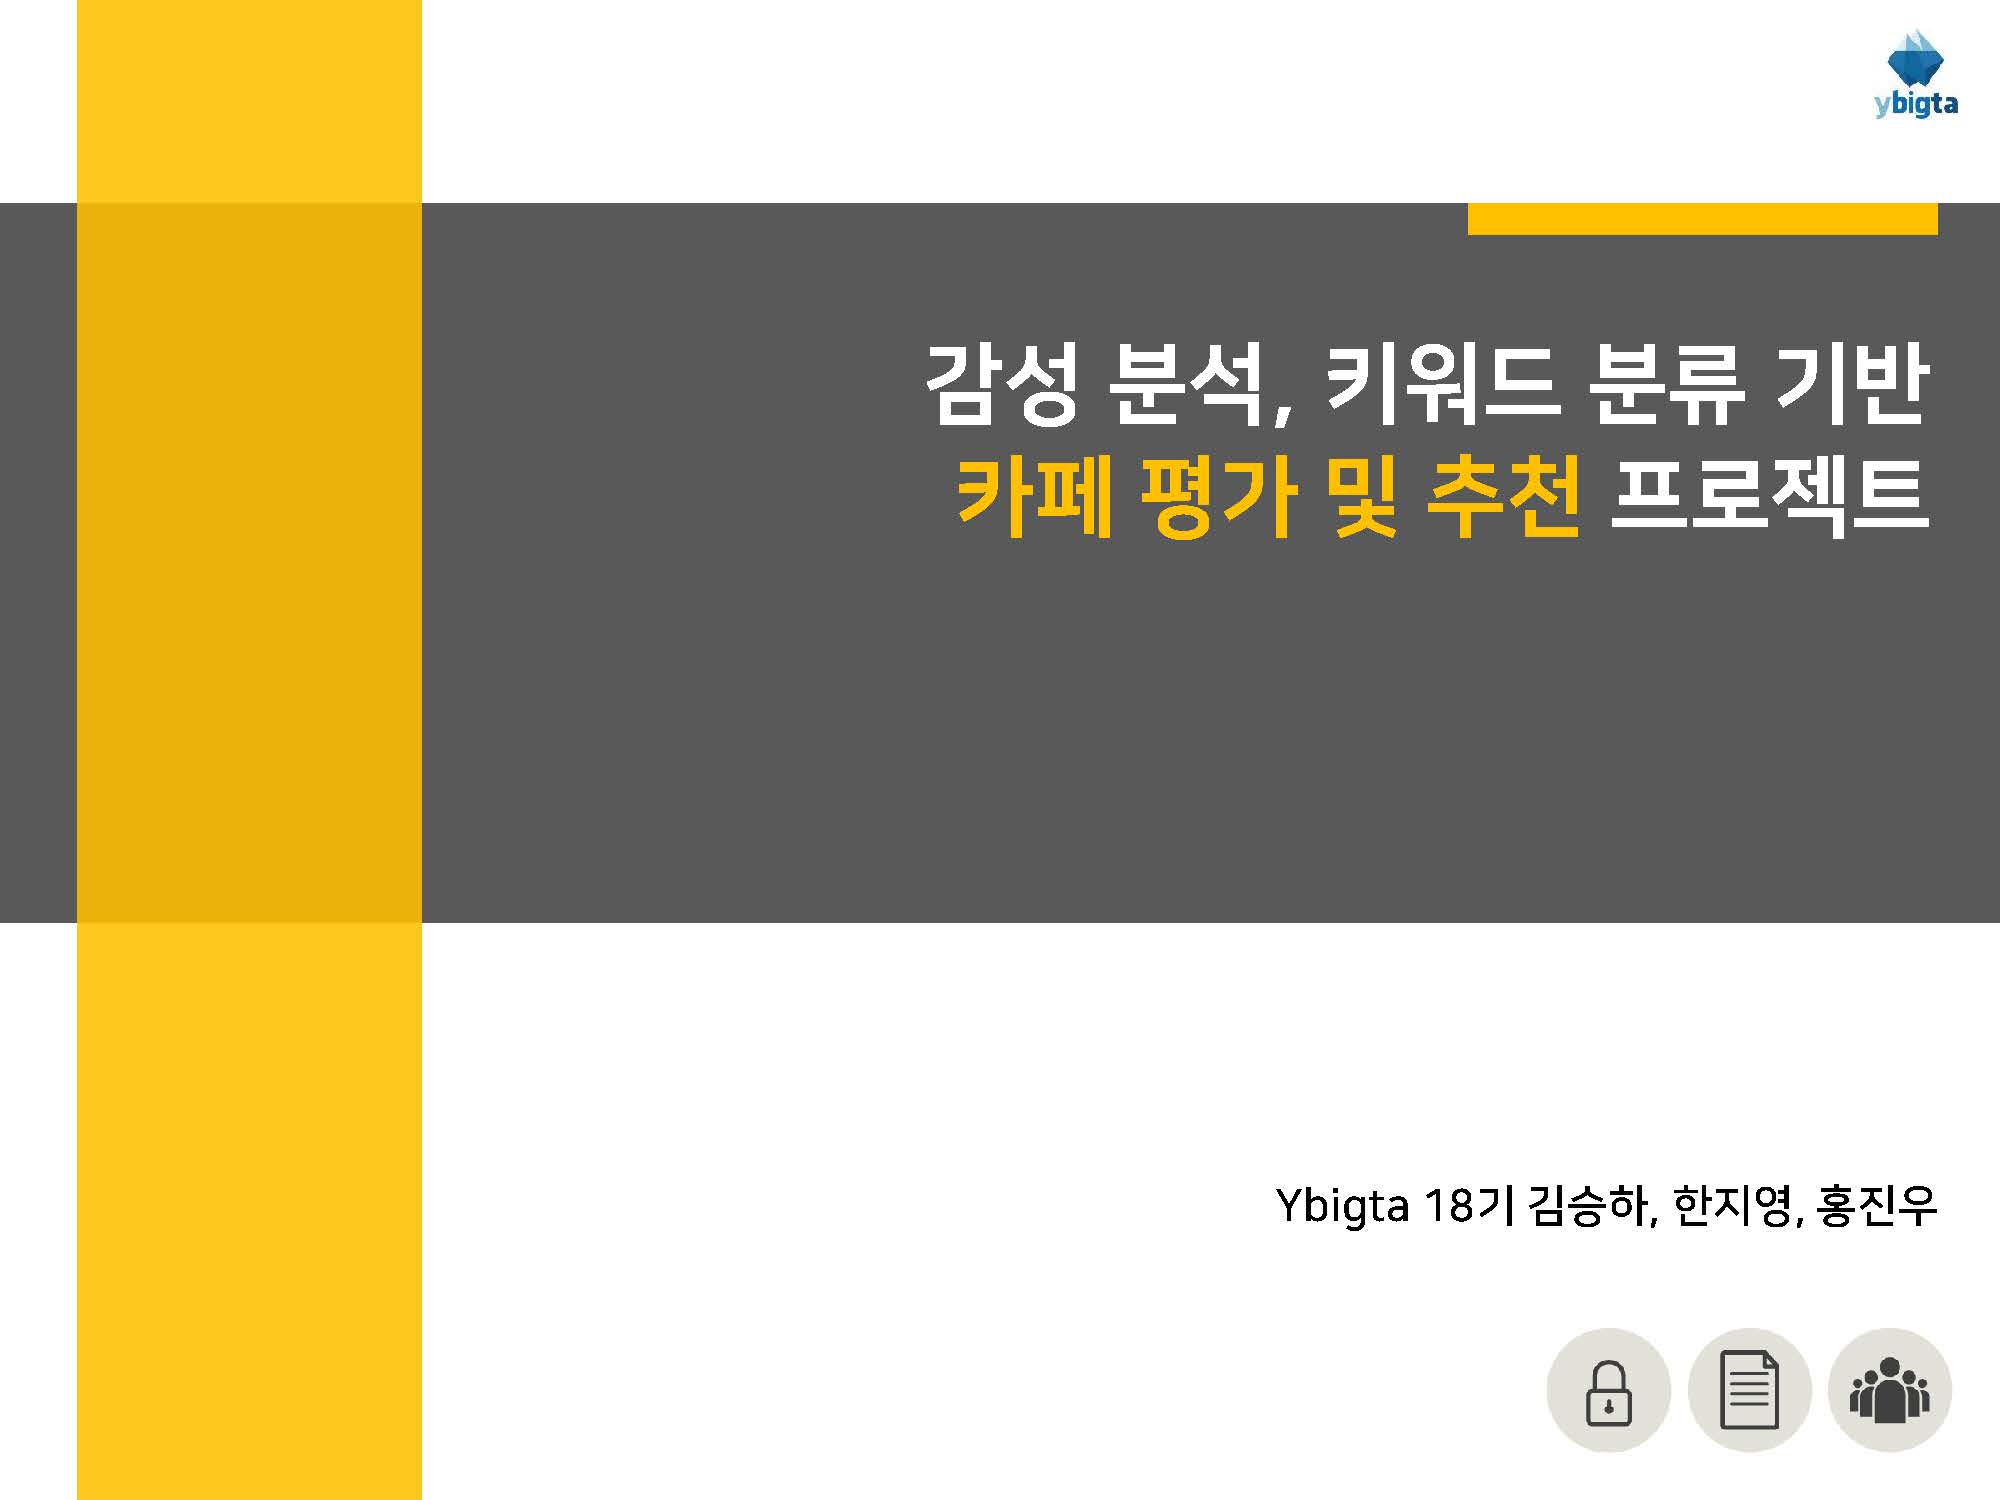 ybigta
감성 분석, 키워드 분류 기반
카페 평가 및 추천 프로젝트
Ybigta 18기 김승하, 한지영, 홍진우